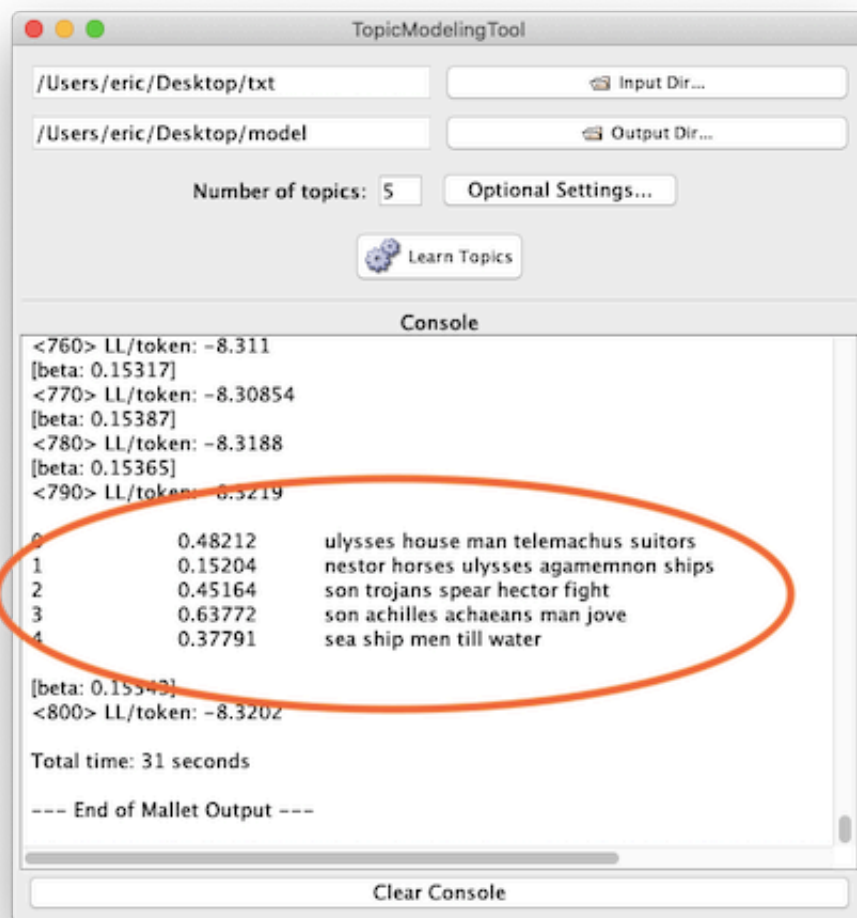 TopicModelingTool
/Users/eric/Desktop/txt
Input Dir...
/Users/eric/Desktop/model
Output Dir...
Number of topics: 5 Optional Settings...
Learn Topics
Console
<760> LL/token: -8.311
[beta: 0.15317]
<770> LL/token: -8.30854
[beta: 0.15387]
<780> LL/token: -8.3188
[beta: 0.15365]
<790> LL/token: -8.3219
0 0.48212 ulysses house man telemachus suitors
1 0.15204 nestor horses ulysses agamemnon ships
2 0.45164 son trojans spear hector fight
3 0.63772 son achilles achaeans man jove
4 0.37791 sea ship men till water
[beta: 0.15343]
<800> LL/token: -8.3202
Total time: 31 seconds
--- End of Mallet Output ---
Clear Console